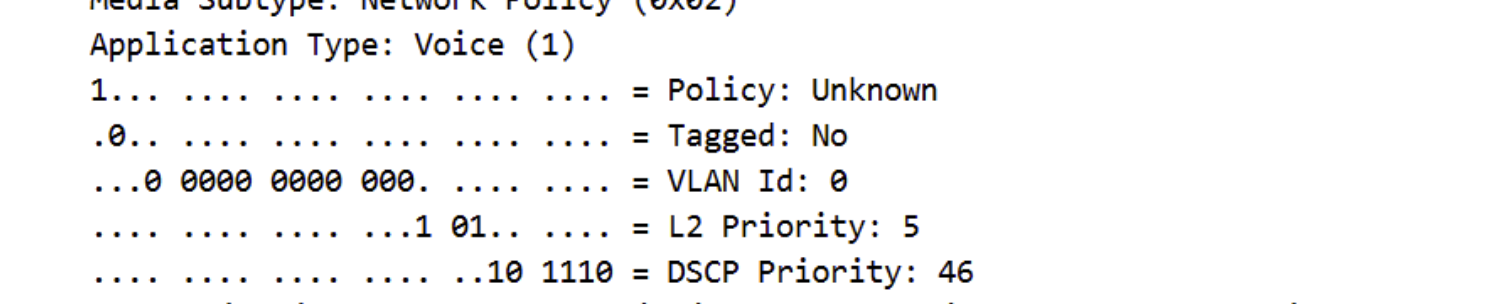 Media Subtype: Network Policy (0x02)
Application Type: Voice (1)
1... .... .... .... .... .... = Policy: Unknown
.0.. .... .... .... .... .... = Tagged: No
...0 0000 0000 000. .... .... = VLAN Id: 0
.... .... .... ...1 01.. .... = L2 Priority: 5
.... .... .... .... ..10 1110 = DSCP Priority: 46